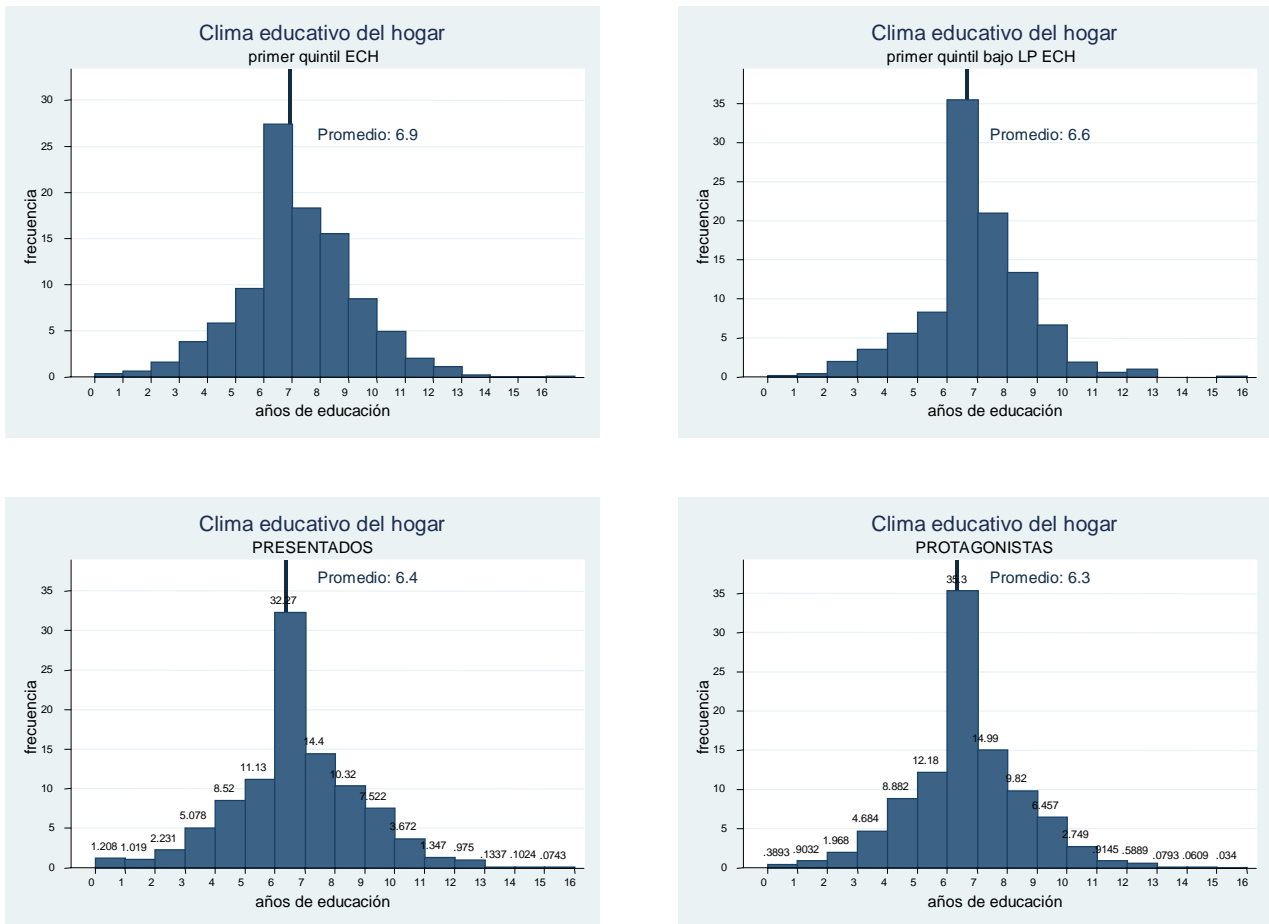 Clima educativo del hogar
primer quintil ECH
Promedio: 6.9
30
25
20
15
10
5
0
frecuencia
0 1 2 3 4 5 6 7 8 9 10 11 12 13 14 15 16
años de educación
Clima educativo del hogar
primer quintil bajo LP ECH
Promedio: 6.6
35
30
25
20
15
10
5
0
frecuencia
0 1 2 3 4 5 6 7 8 9 10 11 12 13 14 15 16
años de educación
Clima educativo del hogar
PRESENTADOS
Promedio: 6.4
35
30
25
20
15
10
5
0
frecuencia
1.208 1.019 2.231 5.078 8.52 11.13 32.27 14.4 10.32 7.522 3.672 1.347 .975 .1337 .1024 .0743
0 1 2 3 4 5 6 7 8 9 10 11 12 13 14 15 16
años de educación
Clima educativo del hogar
PROTAGONISTAS
Promedio: 6.3
35
30
25
20
15
10
5
0
frecuencia
.3893 .9032 1.968 4.684 8.882 12.18 35.3 14.99 9.82 6.457 2.749 .9145 .5889 .0793 .0609 .034
0 1 2 3 4 5 6 7 8 9 10 11 12 13 14 15 16
años de educación